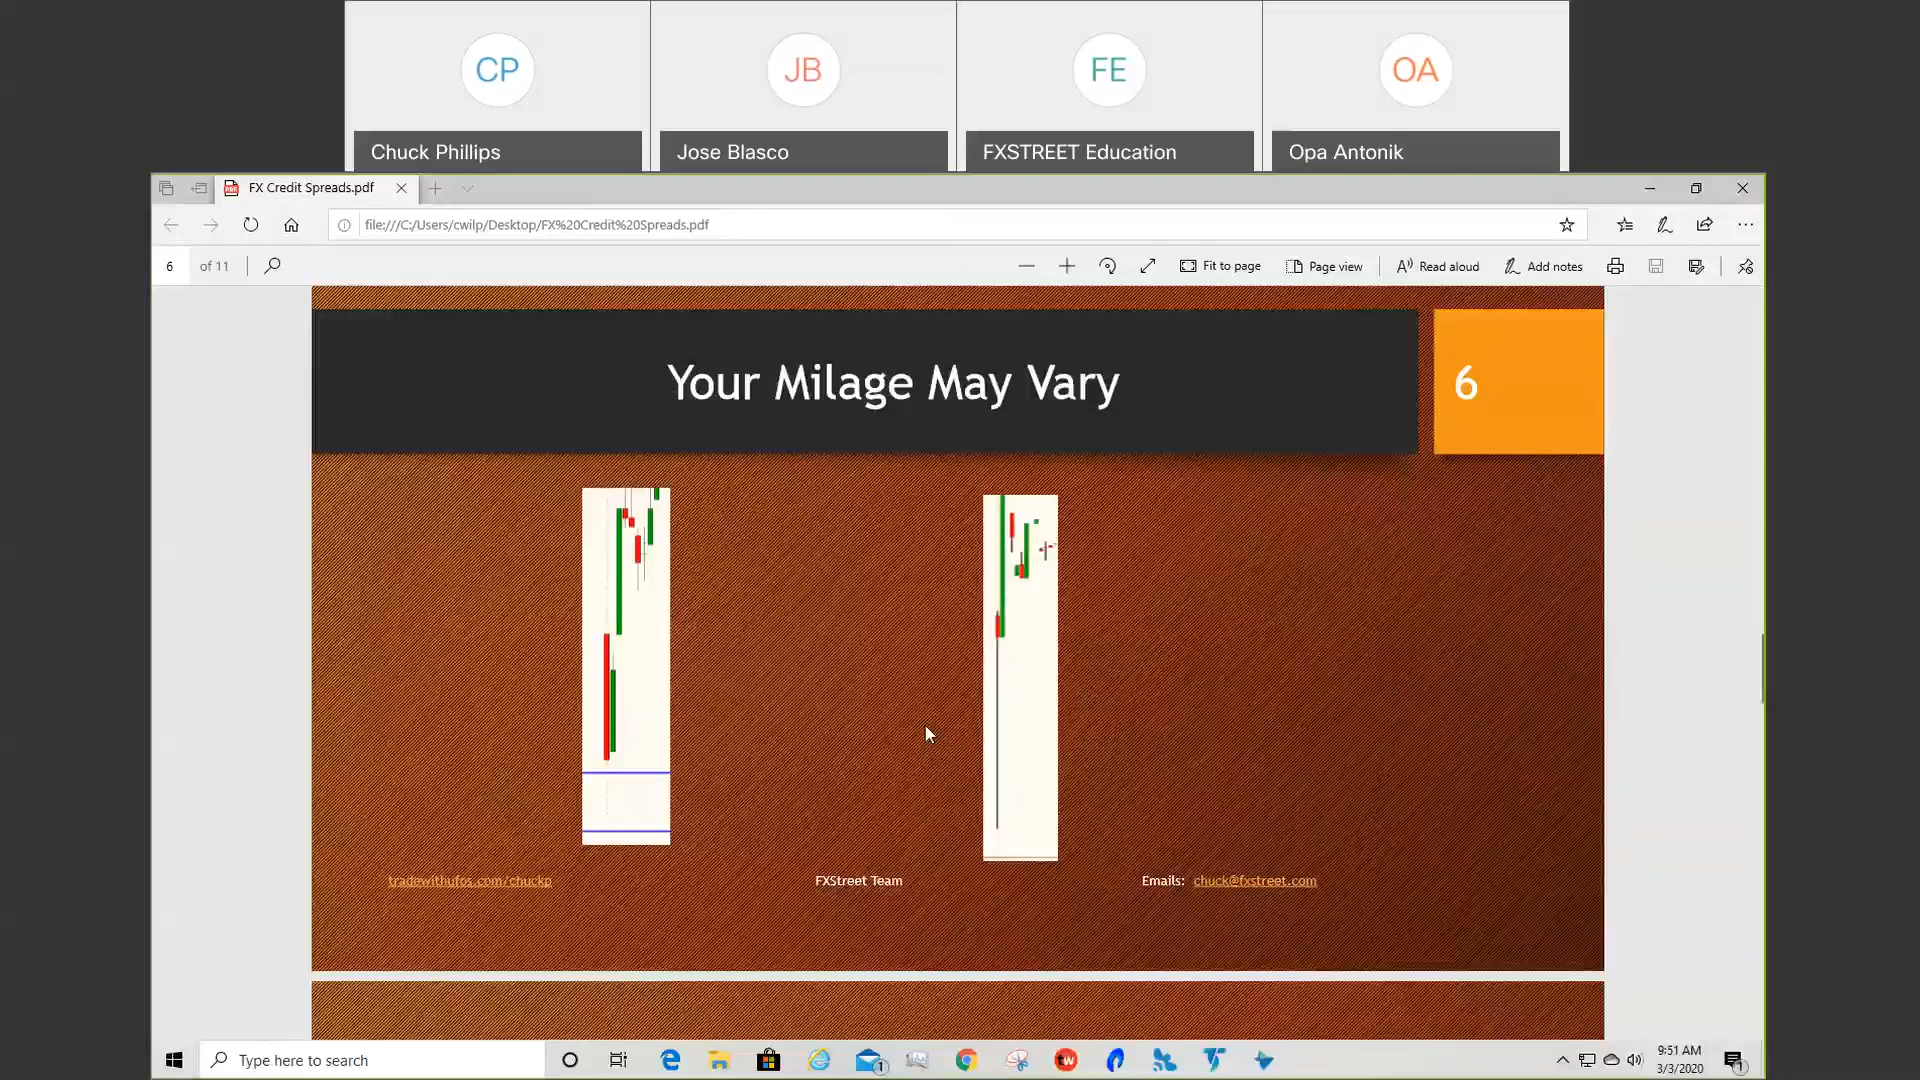 CP
JB
FE
OA
Chuck Phillips
Jose Blasco
FXSTREET Education
Opa Antonik
FX Credit Spreads.pdf
file:///C:/Users/cwilp/Desktop/FX%20Credit%20Spreads.pdf
6 of 11
Fit to page
Page view
Read aloud
Add notes
Your Milage May Vary
6
tradewithufos.com/chuckp
FXStreet Team
Emails: chuck@fxstreet.com
Type here to search
tw
1
9:51 AM
3/3/2020
1